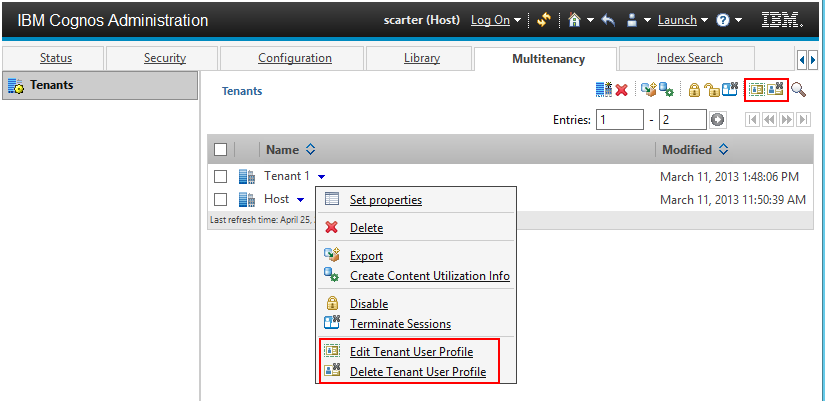 IBM Cognos Administration scarter (Host) Log On Launch IBM.
Status Security Configuration Library Multitenancy Index Search
Tenants
Tenants
Entries: 1 - 2
Name Modified
Tenant 1 March 11, 2013 1:48:06 PM
Host March 11, 2013 11:50:39 AM
Last refresh time: April 25,
Set properties
Delete
Export
Create Content Utilization Info
Disable
Terminate Sessions
Edit Tenant User Profile
Delete Tenant User Profile